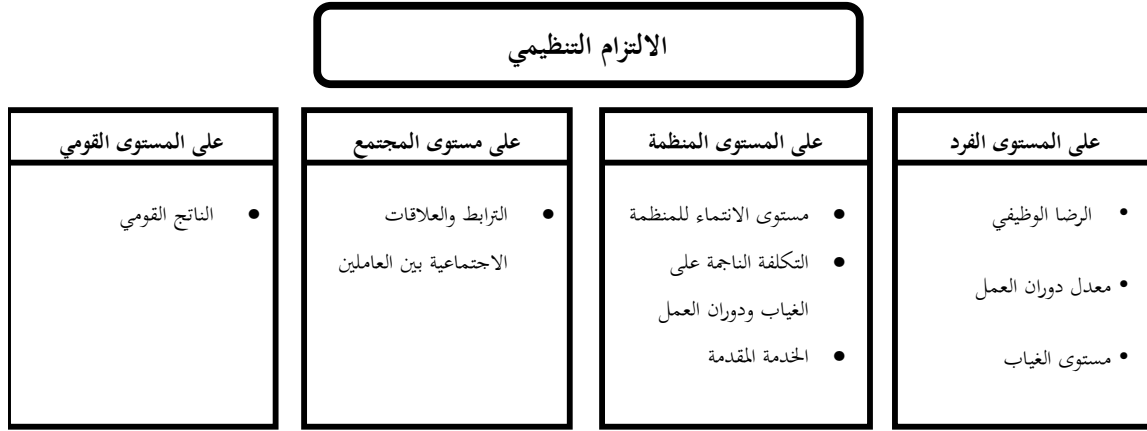 الالتزام التنظيمي
على المستوى الفرد
• الرضا الوظيفي
• معدل دوران العمل
• مستوى الغياب
على المستوى المنظمة
• مستوى الانتماء للمنظمة
• التكلفة الناجمة على
الغياب ودوران العمل
• الخدمة المقدمة
على مستوى المجتمع
• الترابط والعلاقات
الاجتماعية بين العاملين
على المستوى القومي
• الناتج القومي